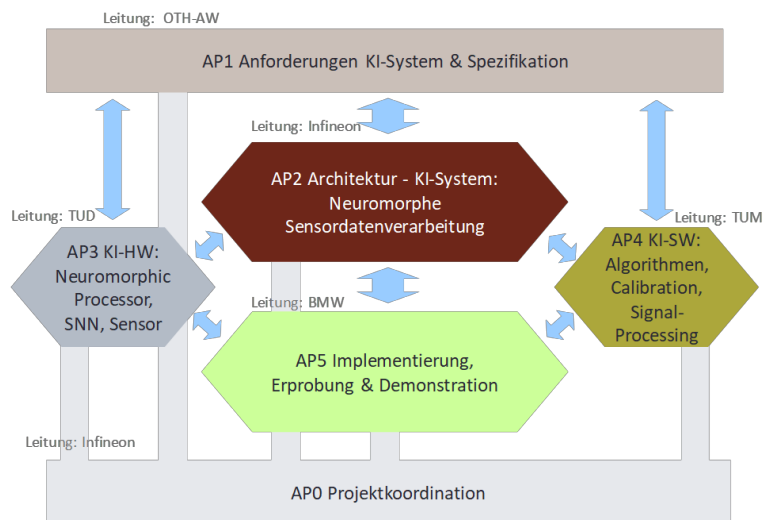 Leitung: OTH-AW
AP1 Anforderungen KI-System & Spezifikation
Leitung: Infineon
AP2 Architektur - KI-System:
Neuromorphe
Sensordatenverarbeitung
Leitung: TUD
AP3 KI-HW:
Neuromorphic
Processor,
SNN, Sensor
Leitung: TUM
AP4 KI-SW:
Algorithmen,
Calibration,
Signal-
Processing
Leitung: BMW
AP5 Implementierung,
Erprobung & Demonstration
Leitung: Infineon
AP0 Projektkoordination